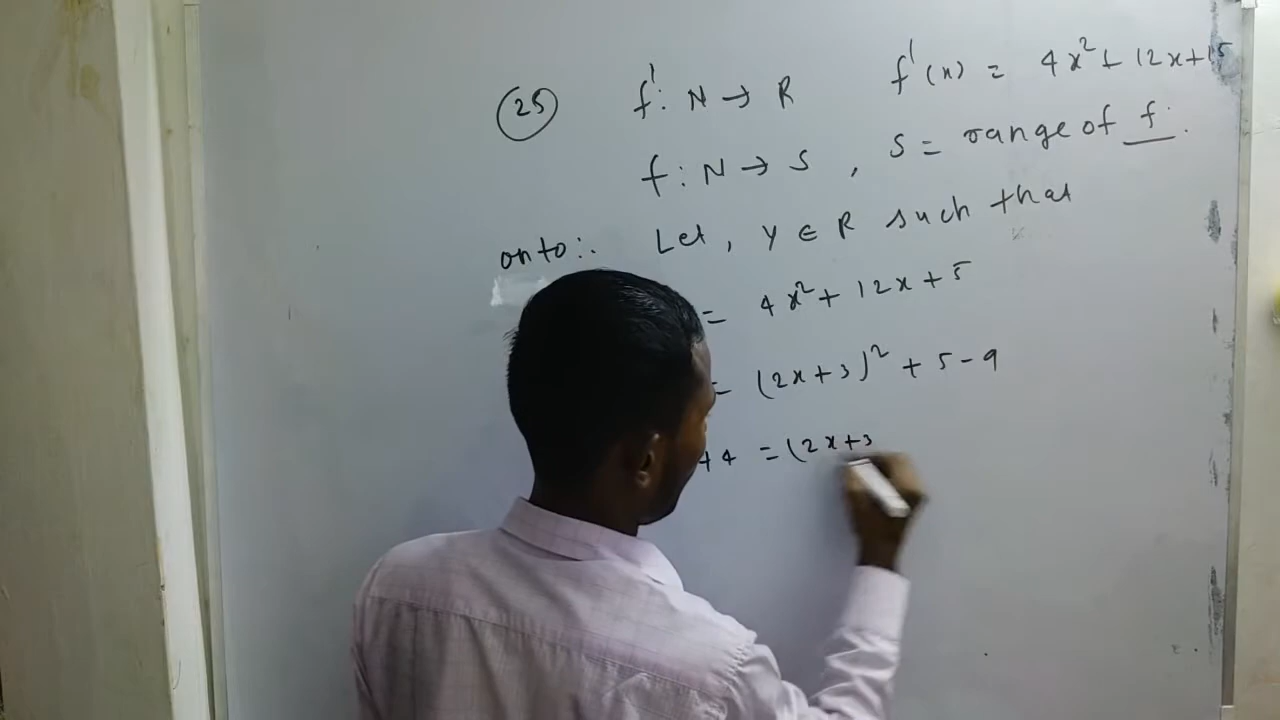 25 f': N → R f'(x) = 4x² + 12x + 15
f : N → S , S = range of f.
onto:. Let, y ∈ R such that
= 4x² + 12x + 5
= (2x+3)² + 5 - 9
+4 = (2x+3